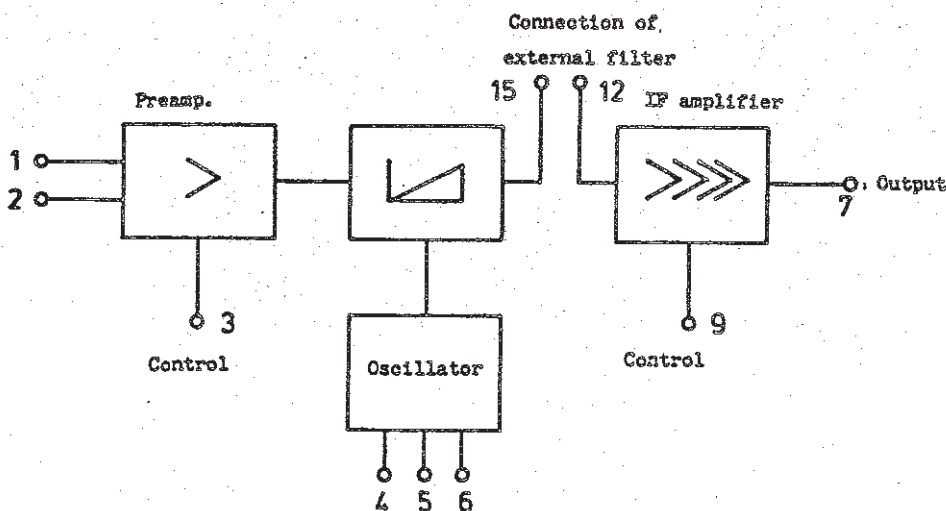 Connection of
external filter
15 12
Preamp.
IF amplifier
1
2
7
Output
3
Control
9
Control
Oscillator
4 5 6